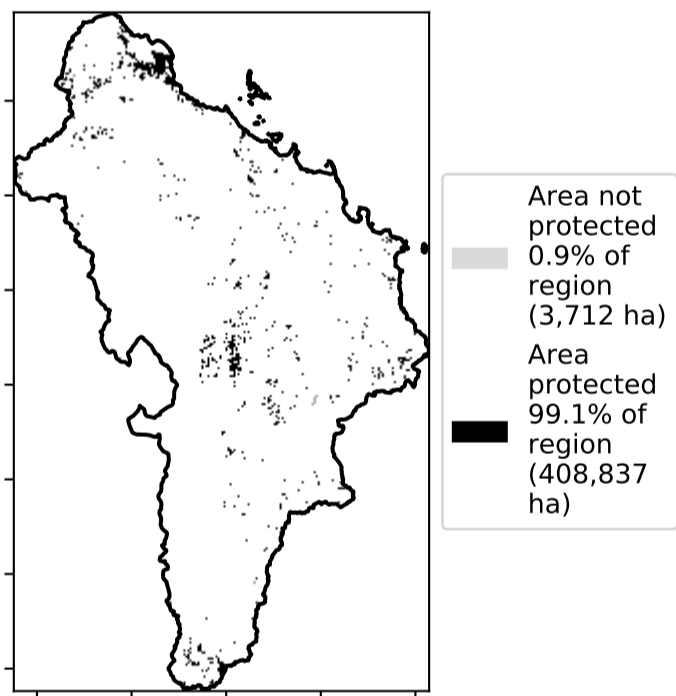 Area not
protected
0.9% of
region
(3,712 ha)
Area
protected
99.1% of
region
(408,837
ha)